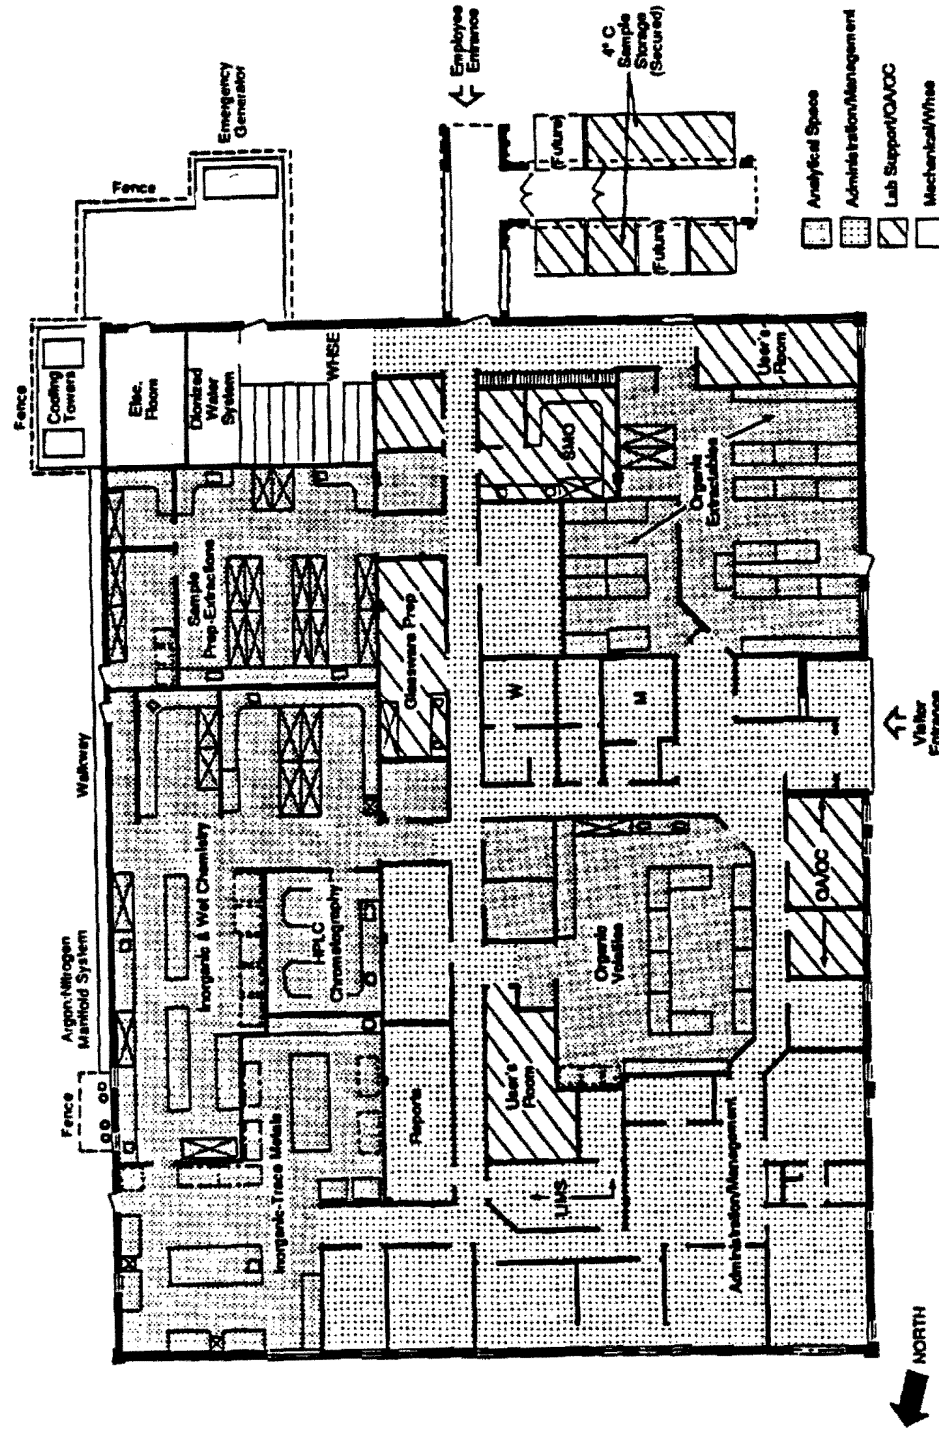 Fence
Cooling
Towers
Fence
Emergency
Generator
Employee
Entrance
4° C
Sample
Storage
(Secured)
(Future)
(Future)
Analytical Space
Administration/Management
Lab Support/QA/QC
Mechanical/Whse
Elec.
Room
Dionized
Water
System
WHSE
User's
Room
SMO
Organic
Extractables
Sample
Prep-Extractions
Glassware Prep
W
M
Visitor
Entrance
Walkway
Argon/Nitrogen
Manifold System
Fence
Inorganic & Wet Chemistry
HPLC
Chromatography
Organic
Volatiles
QA/QC
User's
Room
Reports
Inorganic-Trace Metals
LIMS
Administration/Management
NORTH